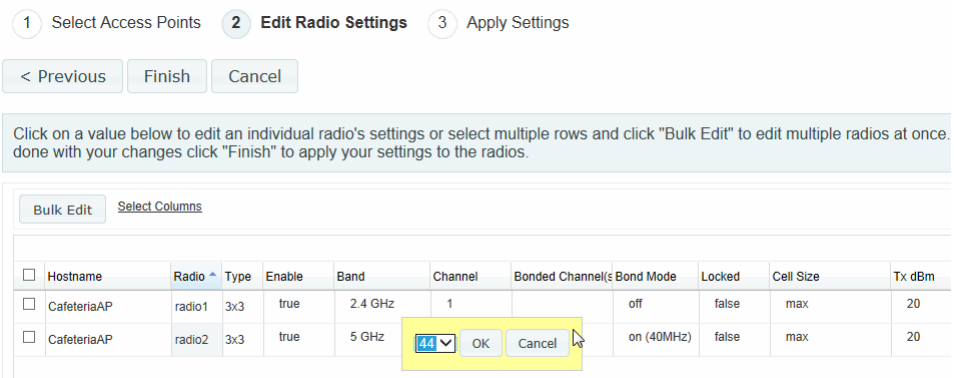 1 Select Access Points 2 Edit Radio Settings 3 Apply Settings
< Previous Finish Cancel
Click on a value below to edit an individual radio's settings or select multiple rows and click "Bulk Edit" to edit multiple radios at once.
done with your changes click "Finish" to apply your settings to the radios.
Bulk Edit Select Columns
Hostname Radio Type Enable Band Channel Bonded Channel(s Bond Mode Locked Cell Size Tx dBm
CafeteriaAP radio1 3x3 true 2.4 GHz 1 off false max 20
CafeteriaAP radio2 3x3 true 5 GHz 44 OK Cancel on (40MHz) false max 20